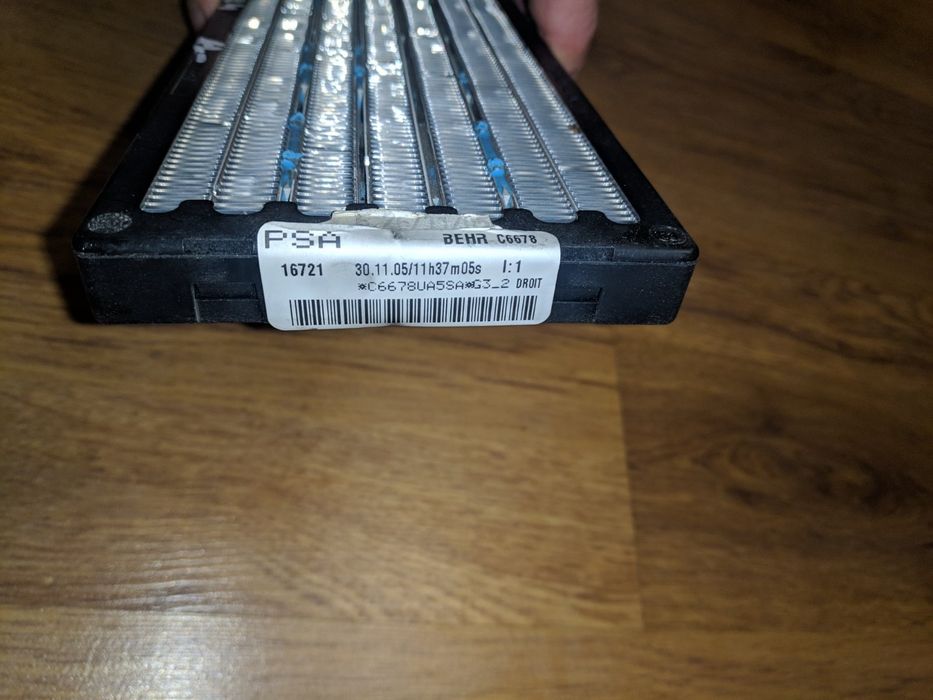 PSA BEHR C6678
16721 30.11.05/11h37m05s I:1
*C6678UA5SA*G3_2 DROIT